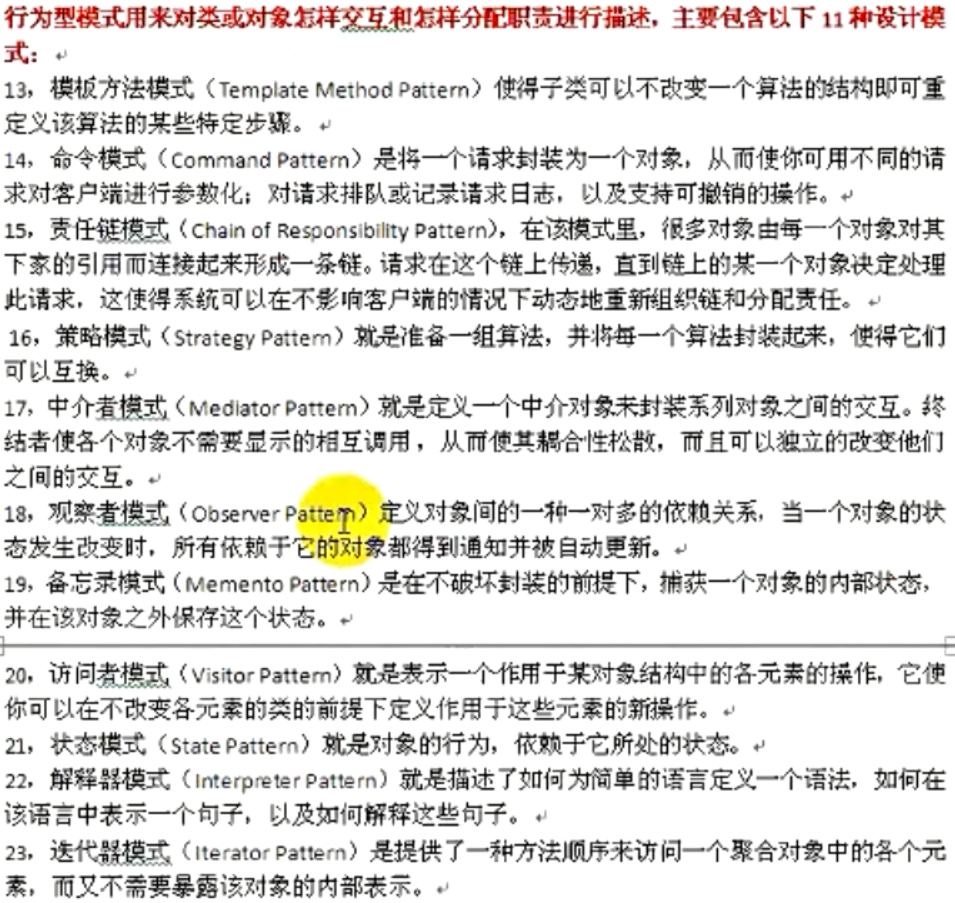 行为型模式用来对类或对象怎样交互和怎样分配职责进行描述，主要包含以下 11 种设计模
式：
13，模板方法模式（Template Method Pattern）使得子类可以不改变一个算法的结构即可重
定义该算法的某些特定步骤。
14，命令模式（Command Pattern）是将一个请求封装为一个对象，从而使你可用不同的请
求对客户端进行参数化；对请求排队或记录请求日志，以及支持可撤销的操作。
15，责任链模式（Chain of Responsibility Pattern），在该模式里，很多对象由每一个对象对其
下家的引用而连接起来形成一条链。请求在这个链上传递，直到链上的某一个对象决定处理
此请求，这使得系统可以在不影响客户端的情况下动态地重新组织链和分配责任。
16，策略模式（Strategy Pattern）就是准备一组算法，并将每一个算法封装起来，使得它们
可以互换。
17，中介者模式（Mediator Pattern）就是定义一个中介对象来封装系列对象之间的交互。终
结者使各个对象不需要显示的相互调用，从而使其耦合性松散，而且可以独立的改变他们
之间的交互。
18，观察者模式（Observer Pattern）定义对象间的一种一对多的依赖关系，当一个对象的状
态发生改变时，所有依赖于它的对象都得到通知并被自动更新。
19，备忘录模式（Memento Pattern）是在不破坏封装的前提下，捕获一个对象的内部状态，
并在该对象之外保存这个状态。
20，访问者模式（Visitor Pattern）就是表示一个作用于某对象结构中的各元素的操作，它使
你可以在不改变各元素的类的前提下定义作用于这些元素的新操作。
21，状态模式（State Pattern）就是对象的行为，依赖于它所处的状态。
22，解释器模式（Interpreter Pattern）就是描述了如何为简单的语言定义一个语法，如何在
该语言中表示一个句子，以及如何解释这些句子。
23，迭代器模式（Iterator Pattern）是提供了一种方法顺序来访问一个聚合对象中的各个元
素，而又不需要暴露该对象的内部表示。